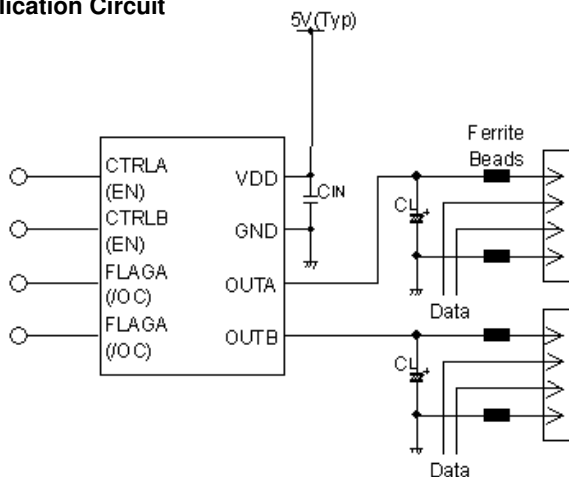 lication Circuit
5V(Typ)
CTRLA
(EN)
CTRLB
(EN)
FLAGA
(/OC)
FLAGA
(/OC)
VDD
GND
OUTA
OUTB
CIN
Ferrite
Beads
CL
+
Data
CL
+
Data